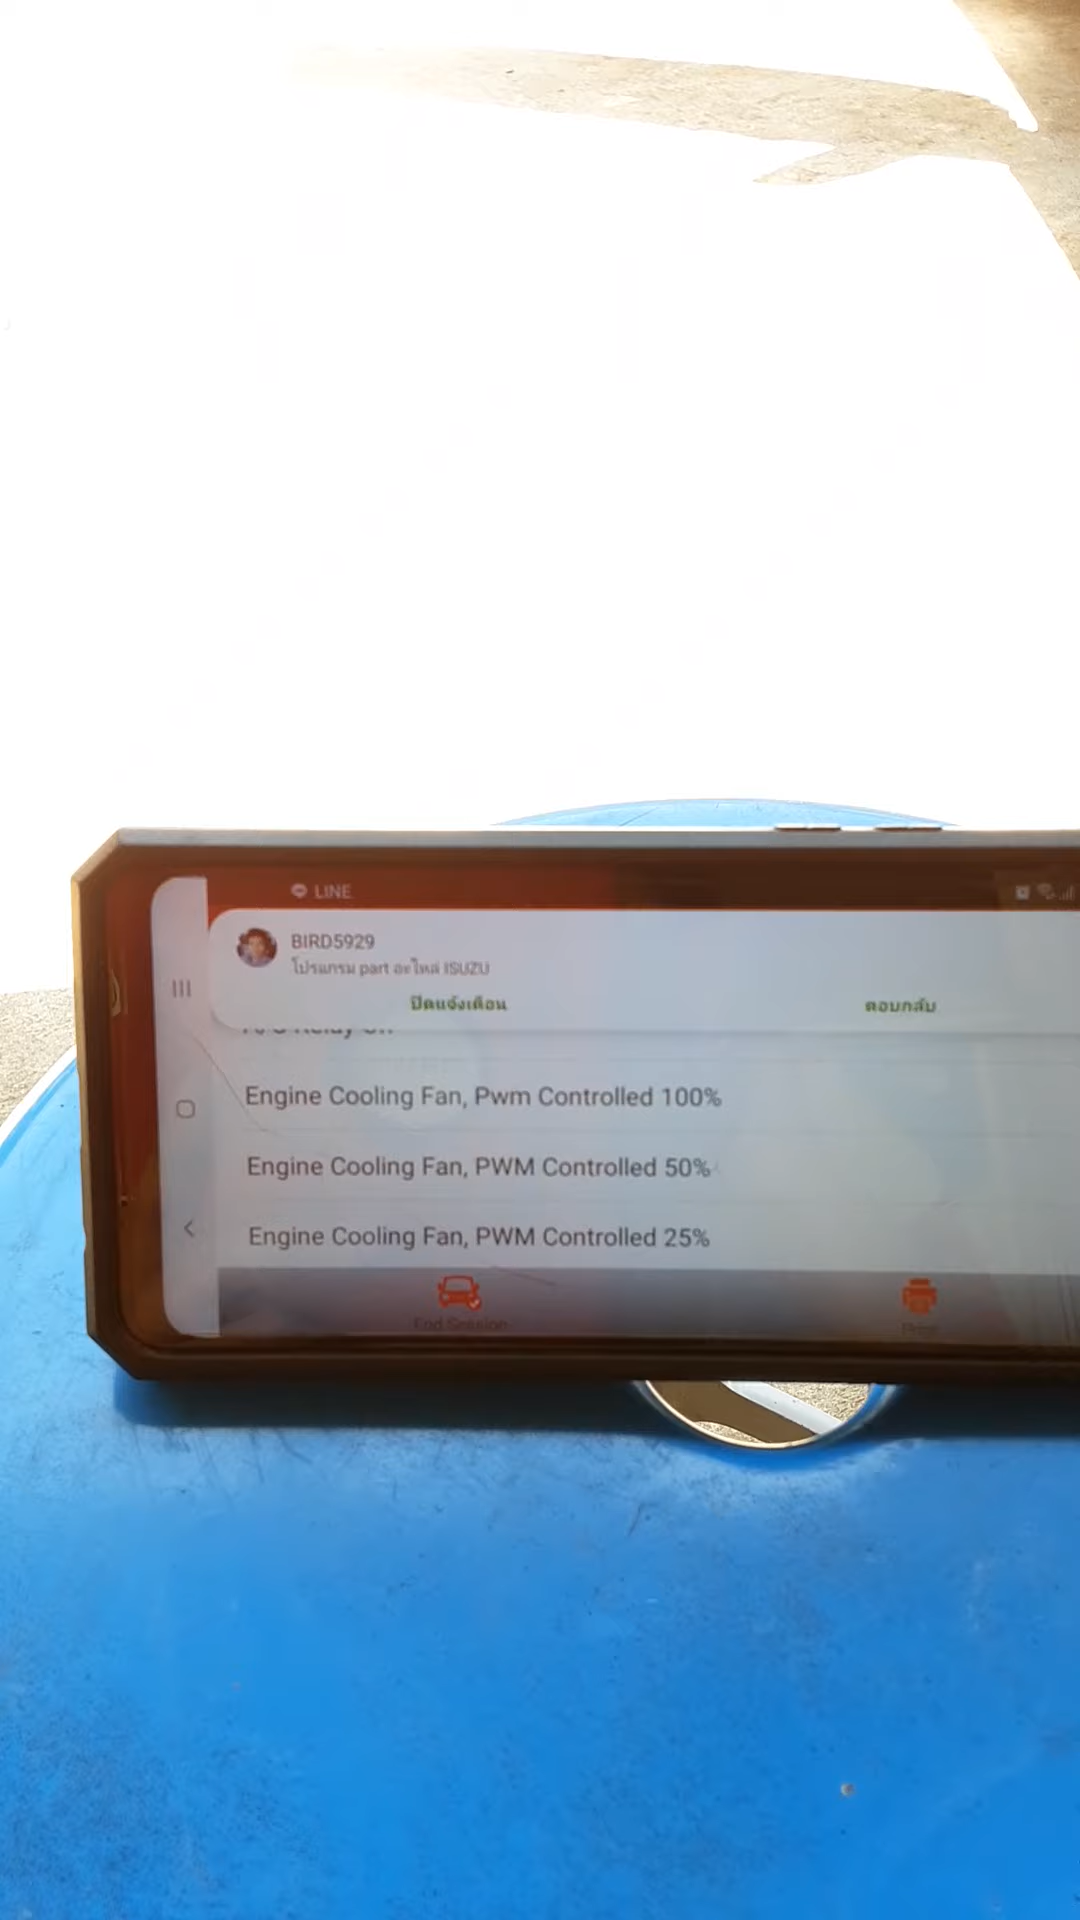 LINE
BIRD5929
โปรแกรม part อะไหล่ ISUZU
ปิดแจ้งเตือน
ตอบกลับ
Engine Cooling Fan, Pwm Controlled 100%
Engine Cooling Fan, PWM Controlled 50%
Engine Cooling Fan, PWM Controlled 25%
End Session
Print